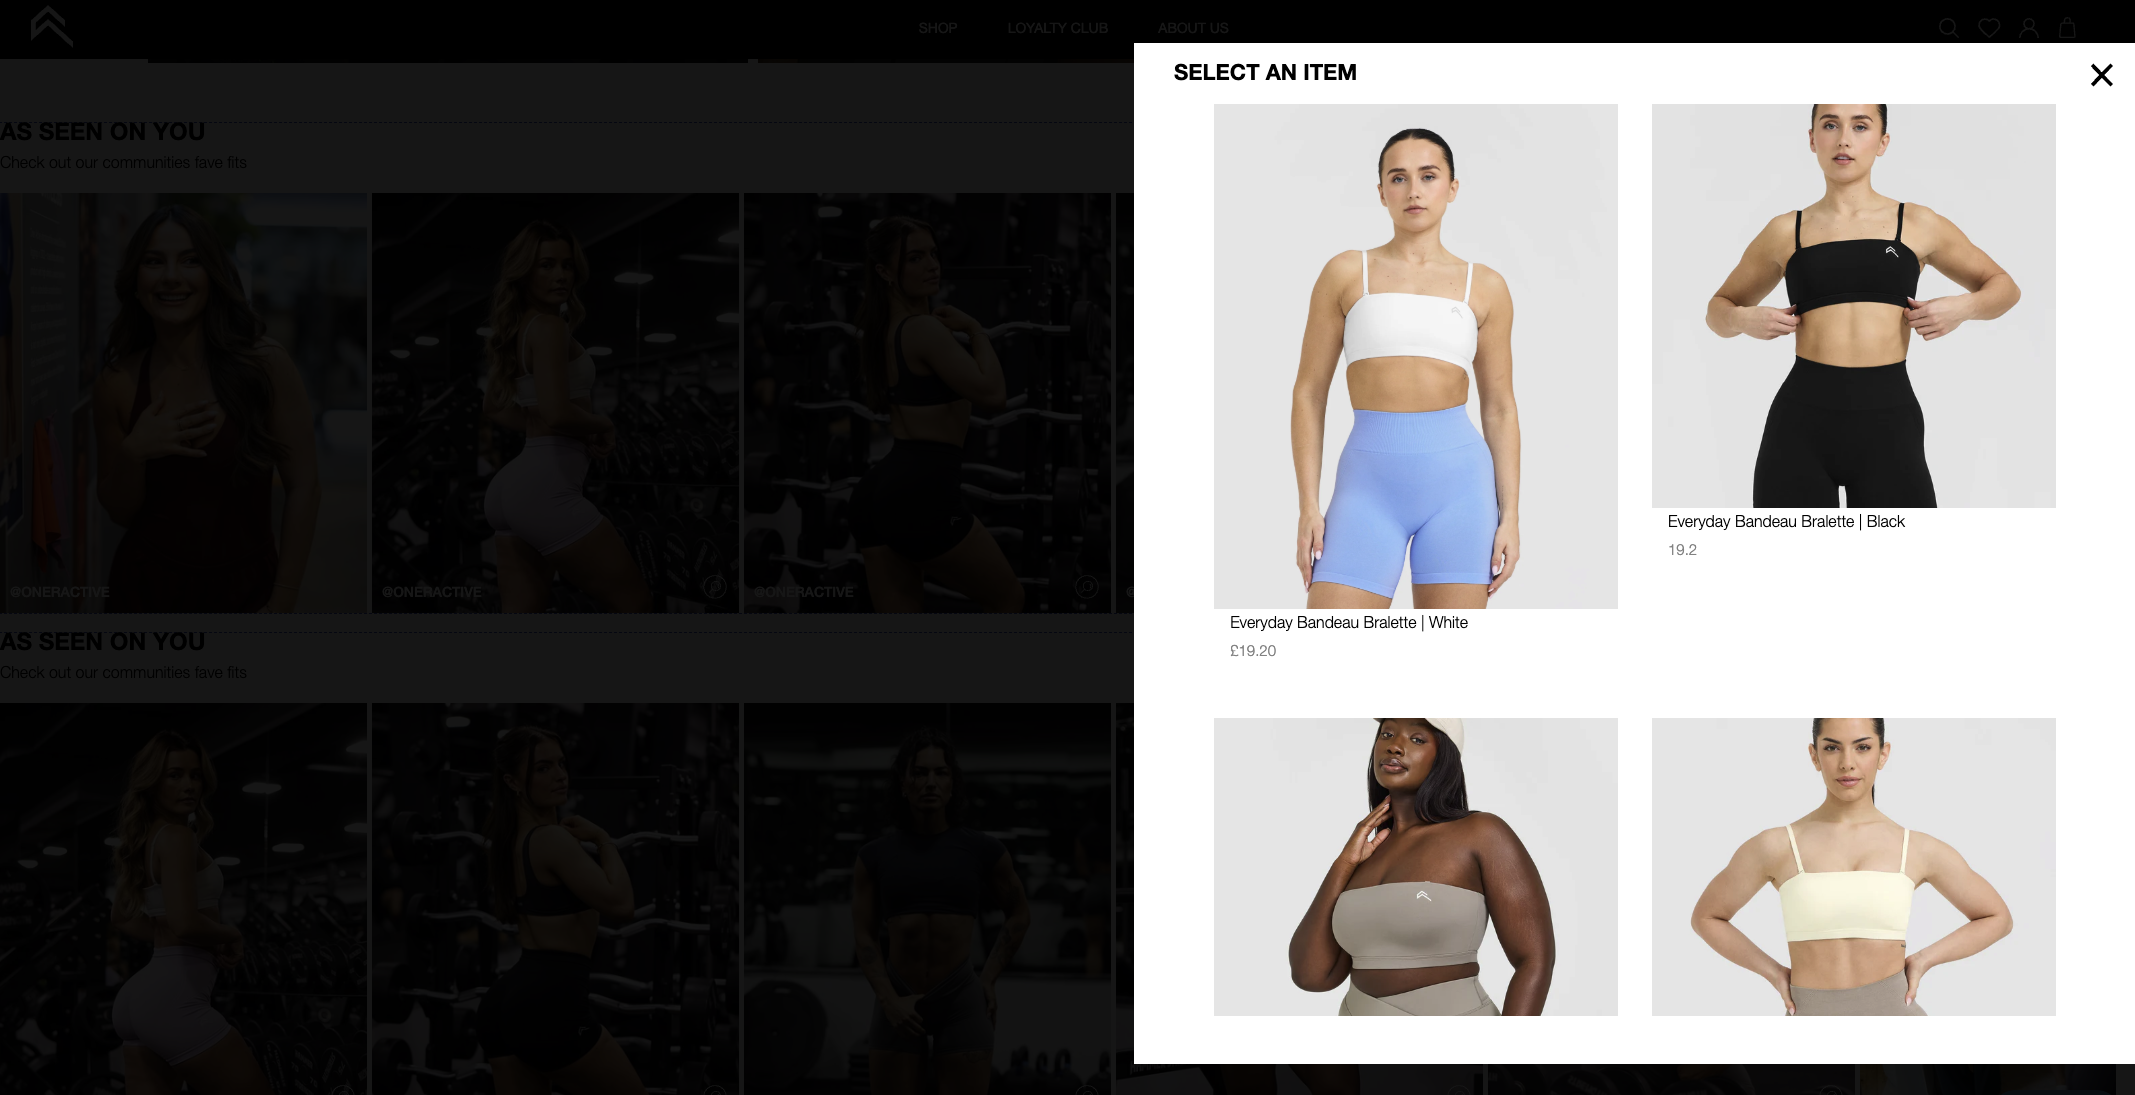 SHOP LOYALTY CLUB ABOUT US
SELECT AN ITEM
AS SEEN ON YOU
Check out our communities fave fits
@ONERACTIVE @ONERACTIVE @ONERACTIVE @
Everyday Bandeau Bralette | Black
19.2
Everyday Bandeau Bralette | White
£19.20
AS SEEN ON YOU
Check out our communities fave fits